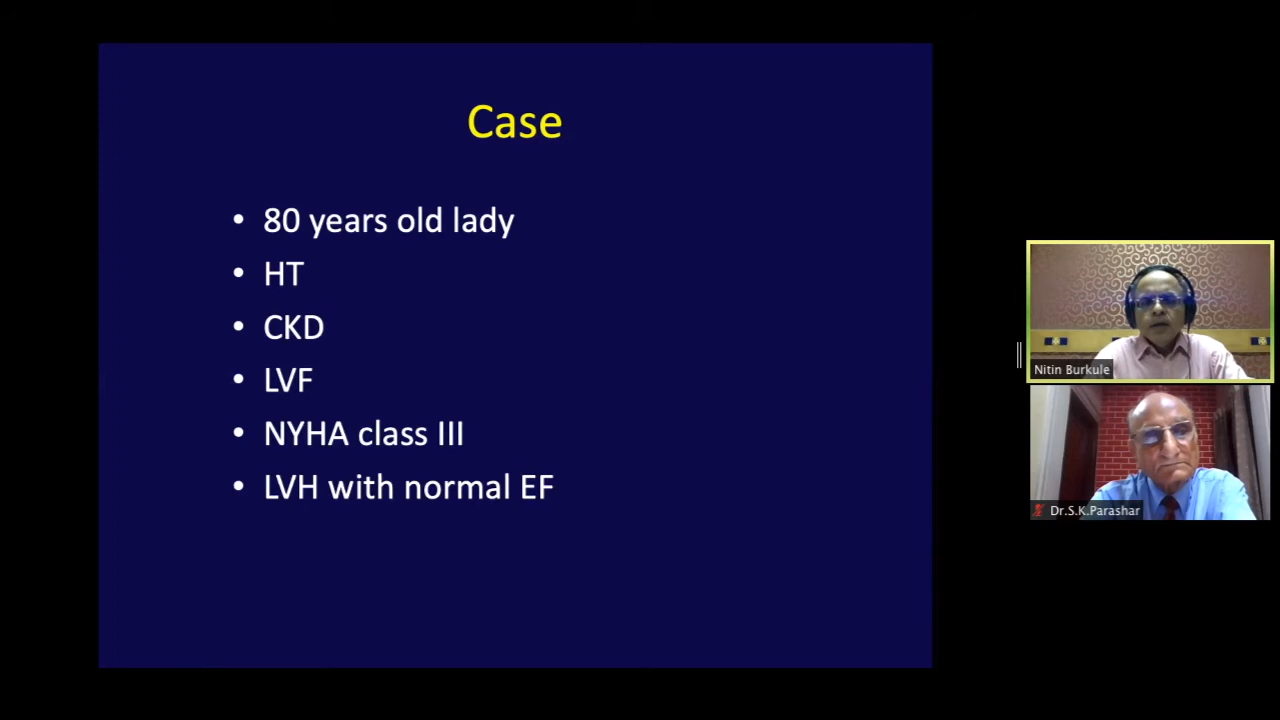 Case
• 80 years old lady
• HT
• CKD
• LVF
• NYHA class III
• LVH with normal EF
Nitin Burkule
Dr.S.K.Parashar